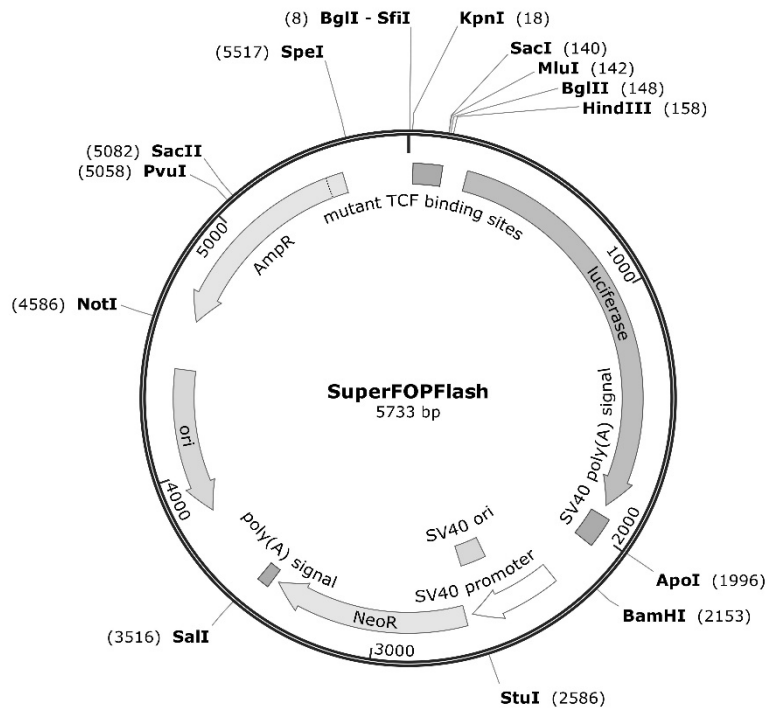 (8) BglI - SfiI
KpnI (18)
(5517) SpeI
SacI (140)
MluI (142)
BglII (148)
HindIII (158)
(5082) SacII
(5058) PvuI
mutant TCF binding sites
AmpR
5000
1000
luciferase
(4586) NotI
SuperFOPFlash
5733 bp
ori
SV40 poly(A) signal
4000
SV40 ori
2000
poly(A) signal
SV40 promoter
ApoI (1996)
BamHI (2153)
NeoR
(3516) SalI
3000
StuI (2586)